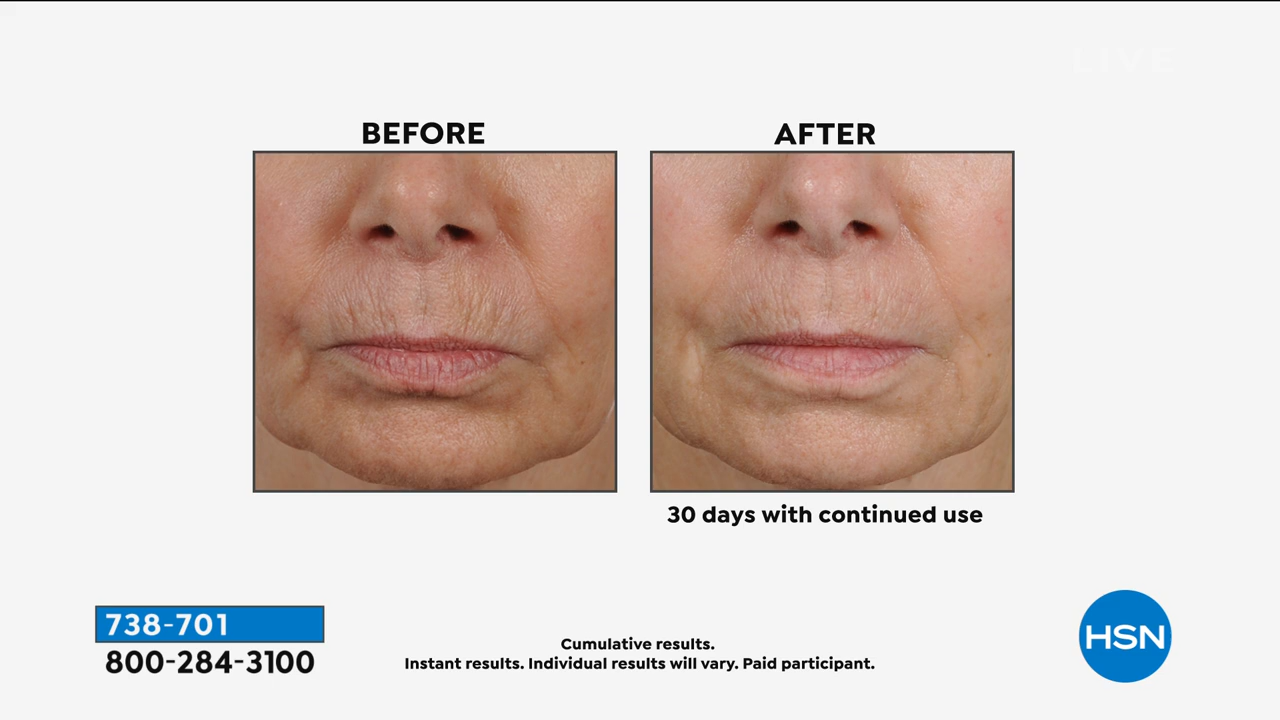 LIVE
BEFORE
AFTER
30 days with continued use
738-701
800-284-3100
Cumulative results.
Instant results. Individual results will vary. Paid participant.
HSN